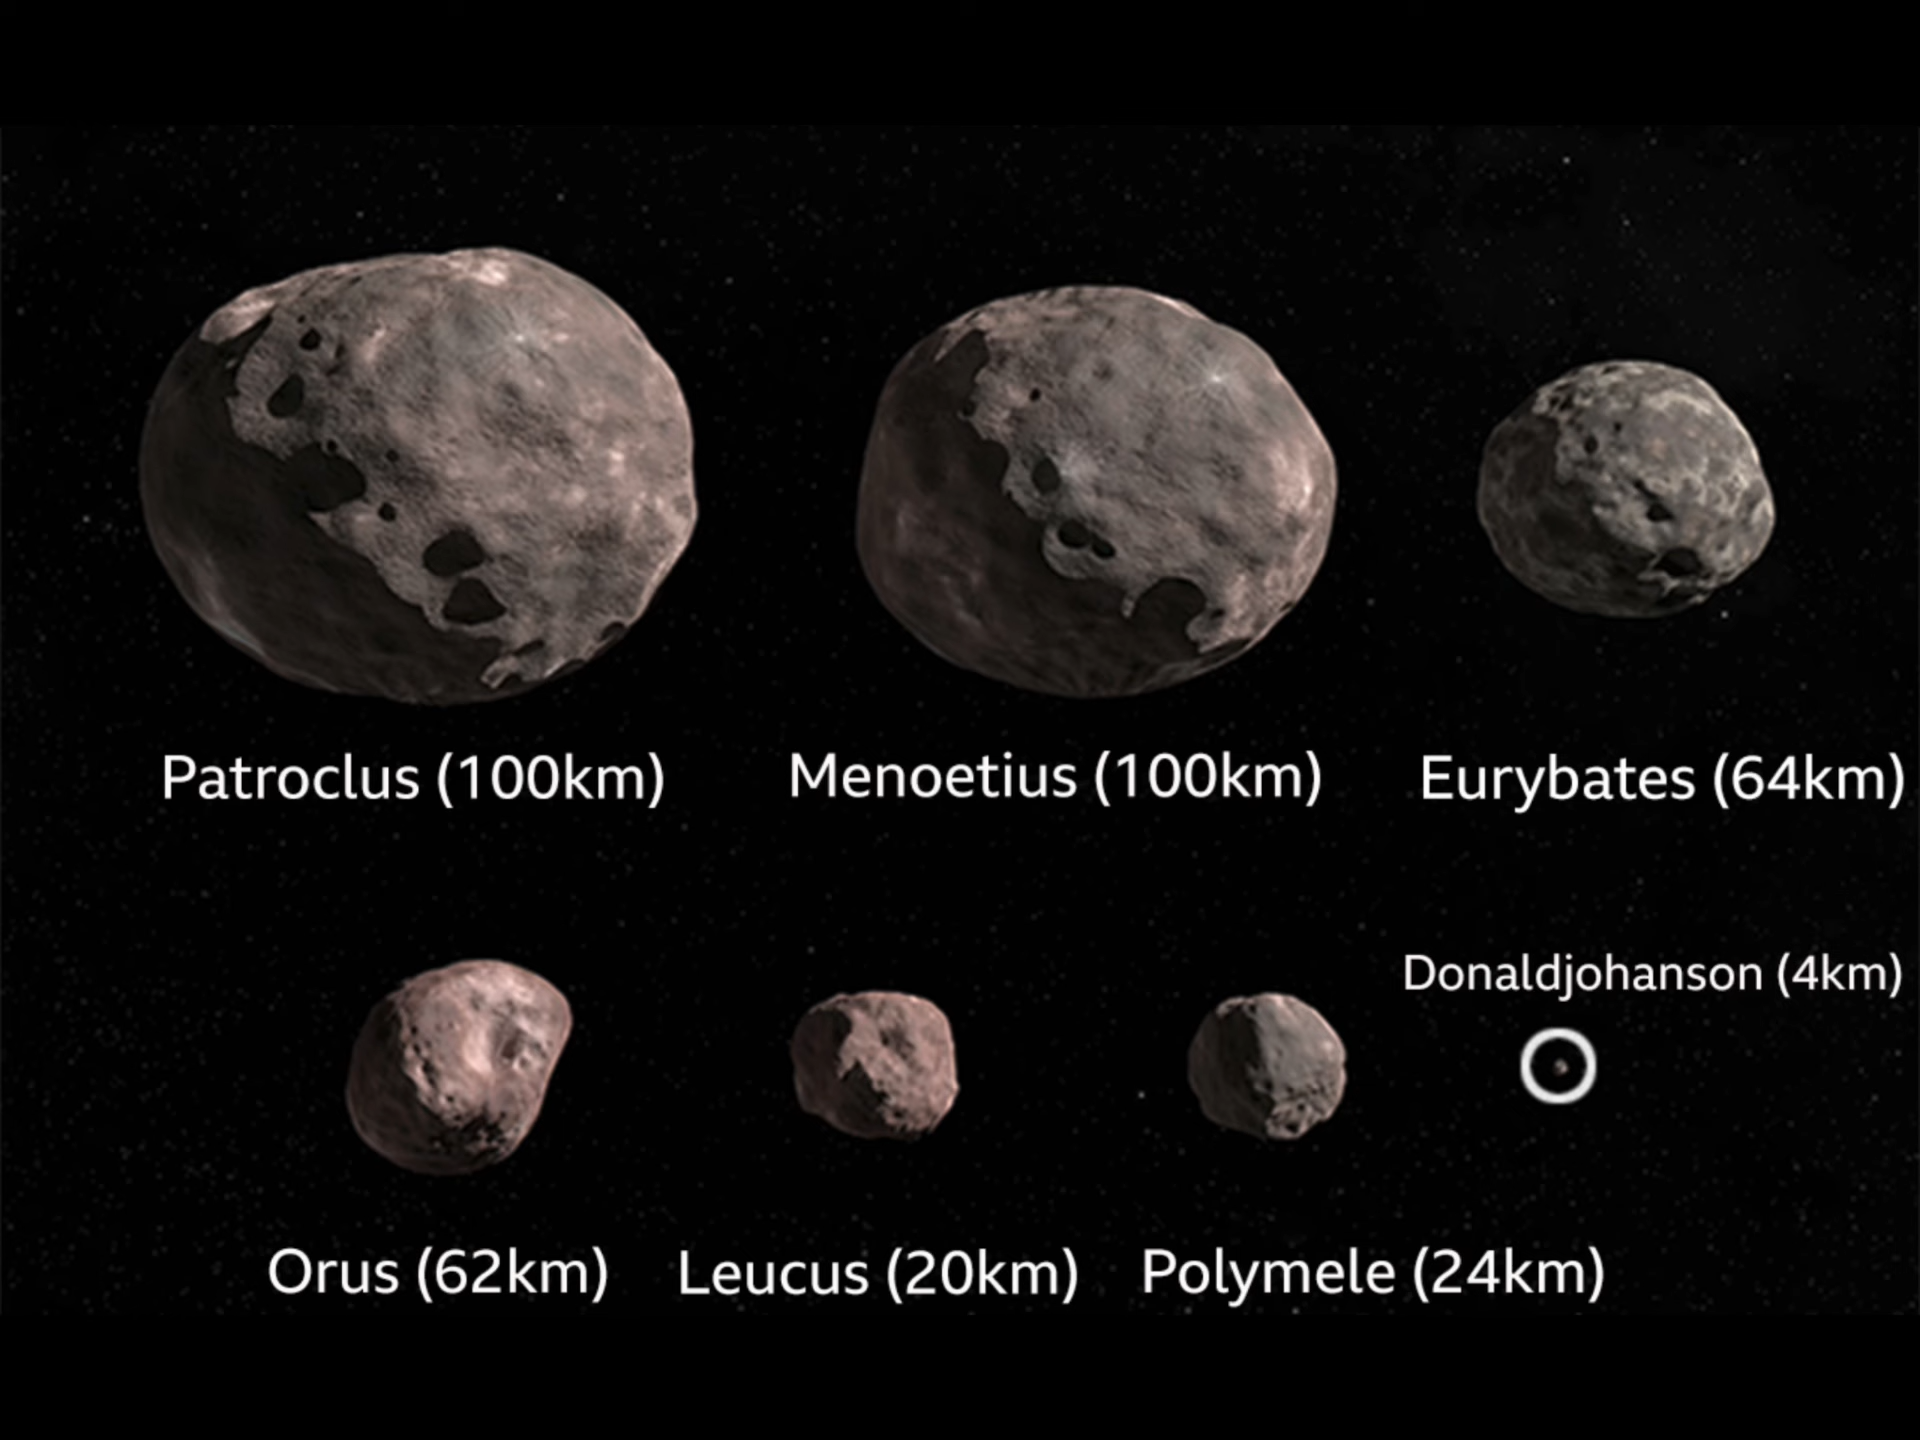 Patroclus (100km)
Menoetius (100km)
Eurybates (64km)
Donaldjohanson (4km)
Orus (62km)
Leucus (20km)
Polymele (24km)